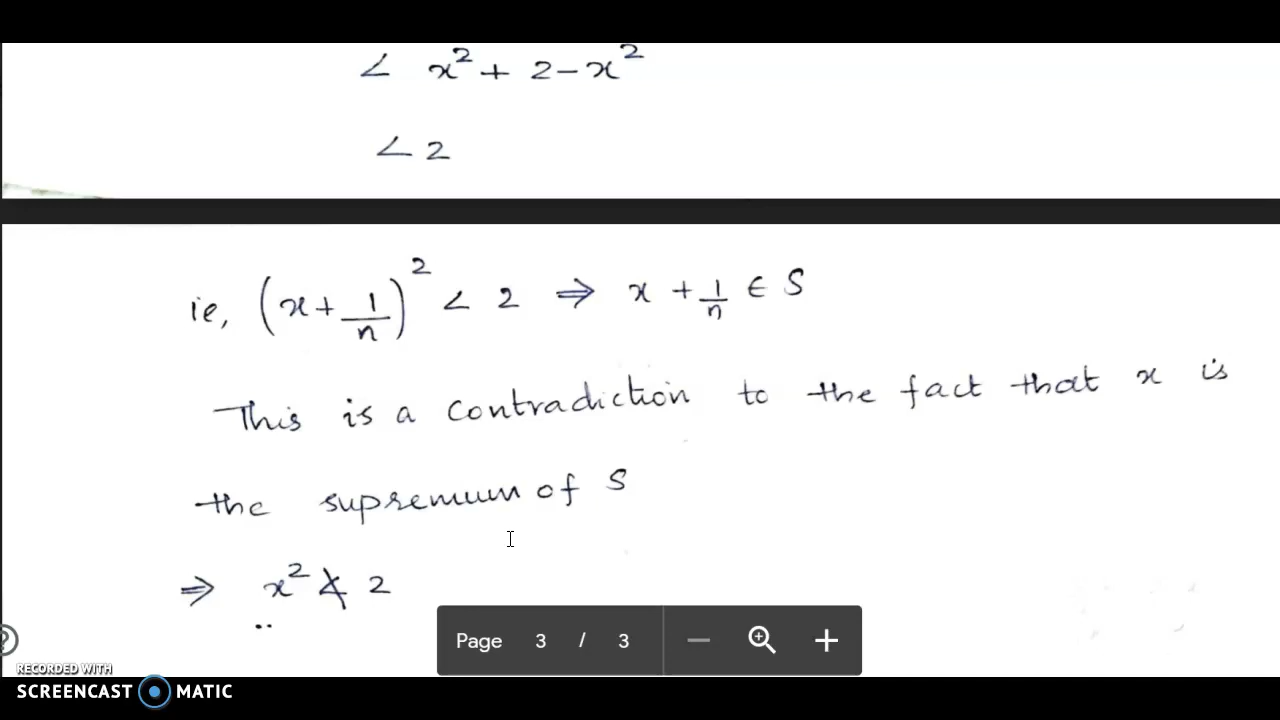 < x² + 2 - x²
< 2
ie, (x + 1/n)² < 2 ⇒ x + 1/n ∈ S
This is a contradiction to the fact that x is
the supremum of S
⇒ x² ≮ 2
Page 3 / 3
?
RECORDED WITH
SCREENCAST MATIC